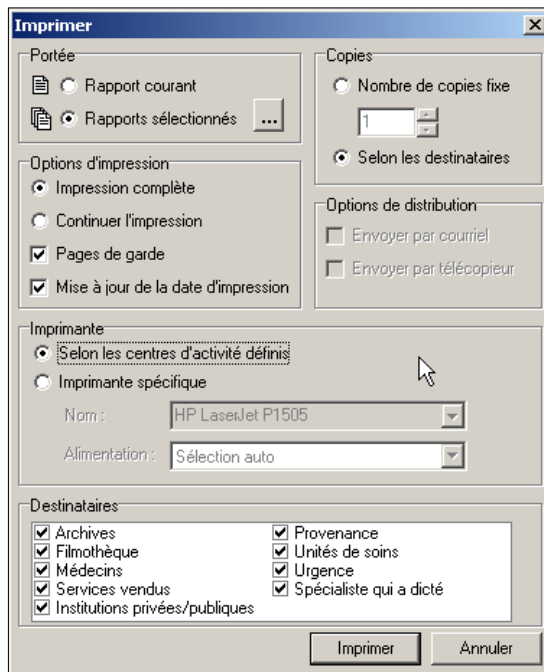 Imprimer
Portée
Rapport courant
Rapports sélectionnés
...
Copies
Nombre de copies fixe
1
Selon les destinataires
Options d'impression
Impression complète
Continuer l'impression
Pages de garde
Mise à jour de la date d'impression
Options de distribution
Envoyer par courriel
Envoyer par télécopieur
Imprimante
Selon les centres d'activité définis
Imprimante spécifique
Nom : HP LaserJet P1505
Alimentation : Sélection auto
Destinataires
Archives
Filmothèque
Médecins
Services vendus
Institutions privées/publiques
Provenance
Unités de soins
Urgence
Spécialiste qui a dicté
Imprimer
Annuler